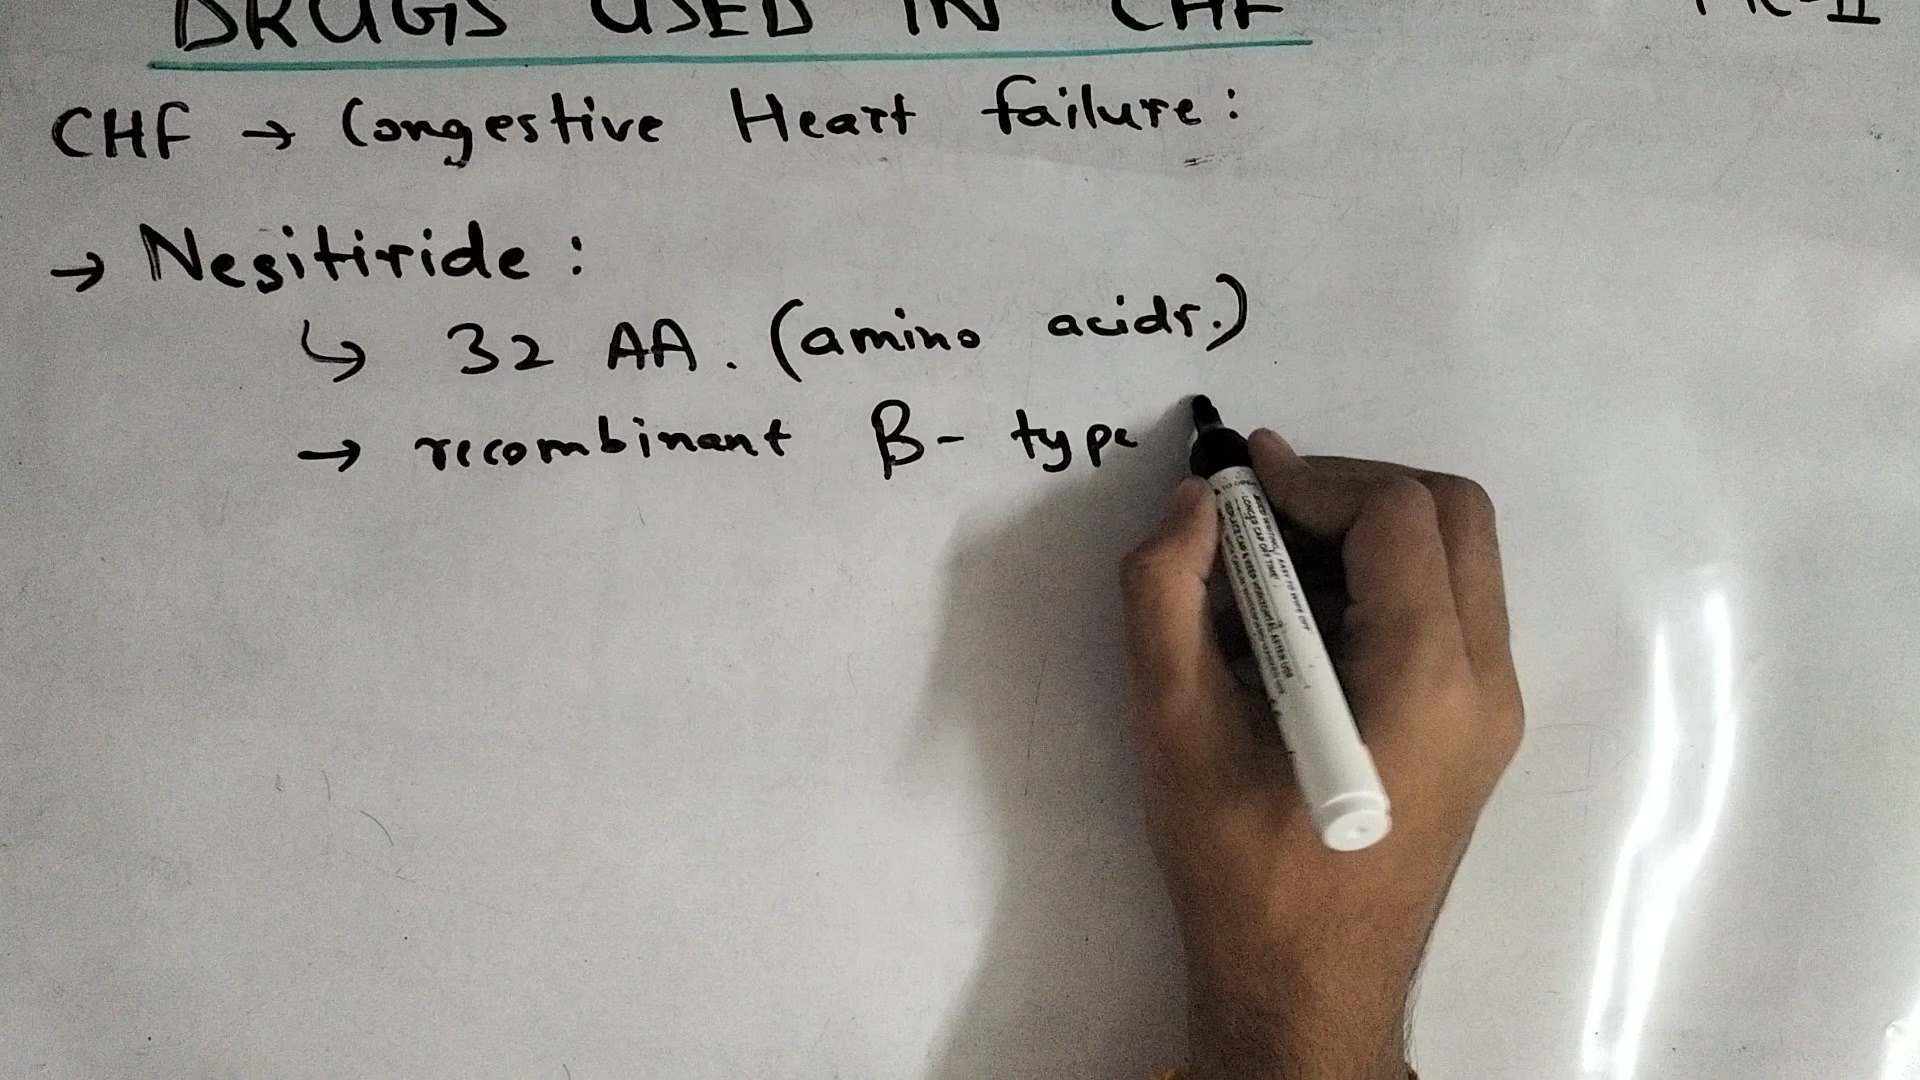 DRUGS USED IN CHF
CHF → Congestive Heart failure:
→ Nesitiride:
↳ 32 AA. (amino acids.)
→ recombinant B- type